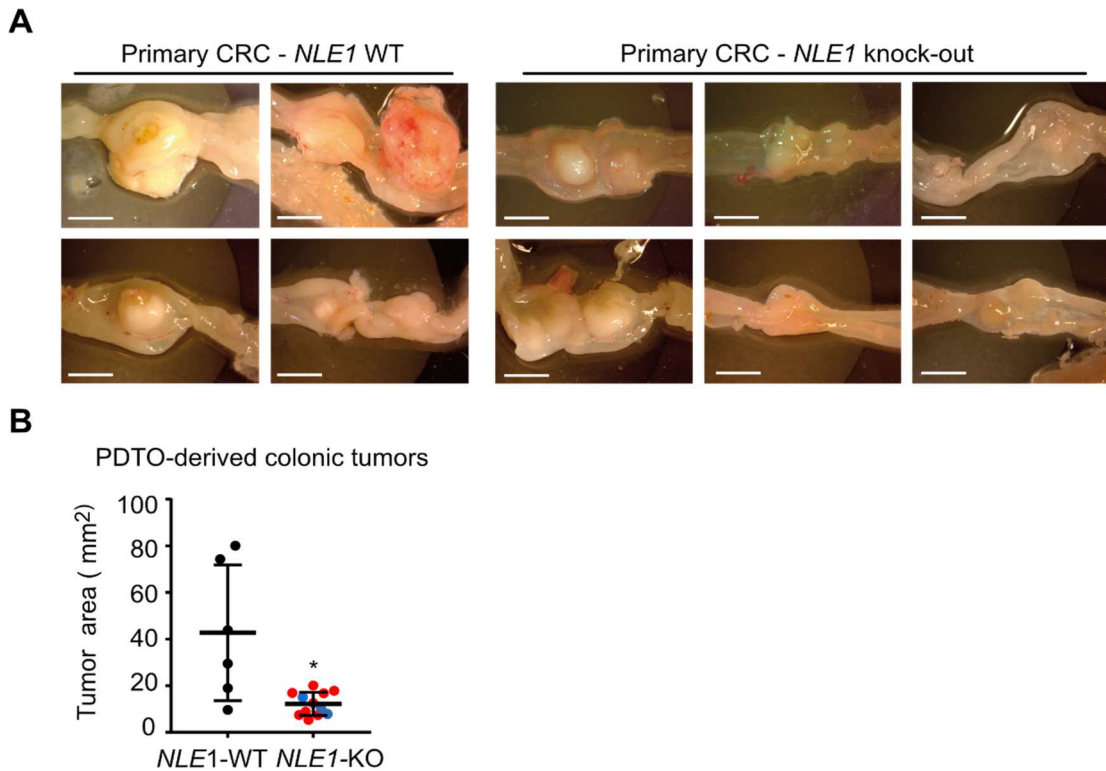 A
Primary CRC - NLE1 WT
Primary CRC - NLE1 knock-out
B
PDTO-derived colonic tumors
Tumor area ( mm2)
100
80
60
40
20
0
*
NLE1-WT
NLE1-KO